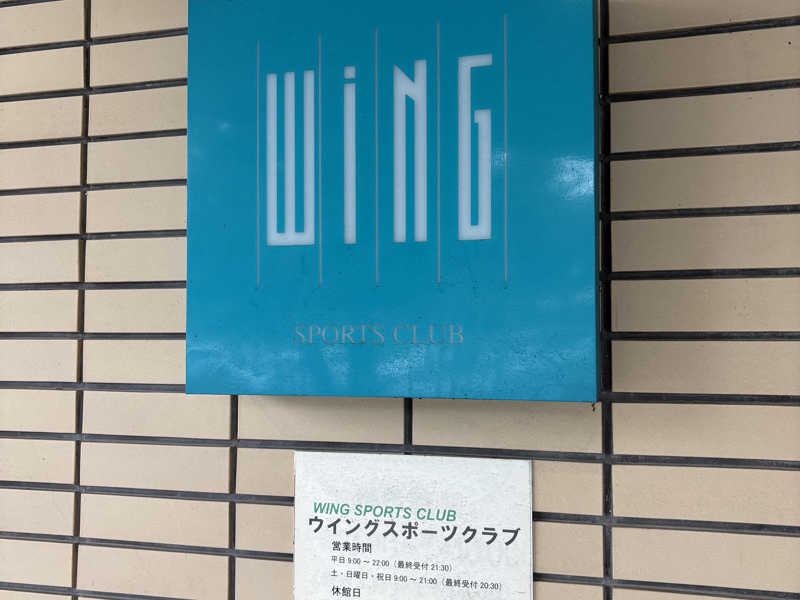 WiNG
SPORTS CLUB
WING SPORTS CLUB
ウイングスポーツクラブ
営業時間
平日 9:00 ～ 22:00（最終受付 21:30）
土・日曜日・祝日 9:00 ～ 21:00（最終受付 20:30）
休館日